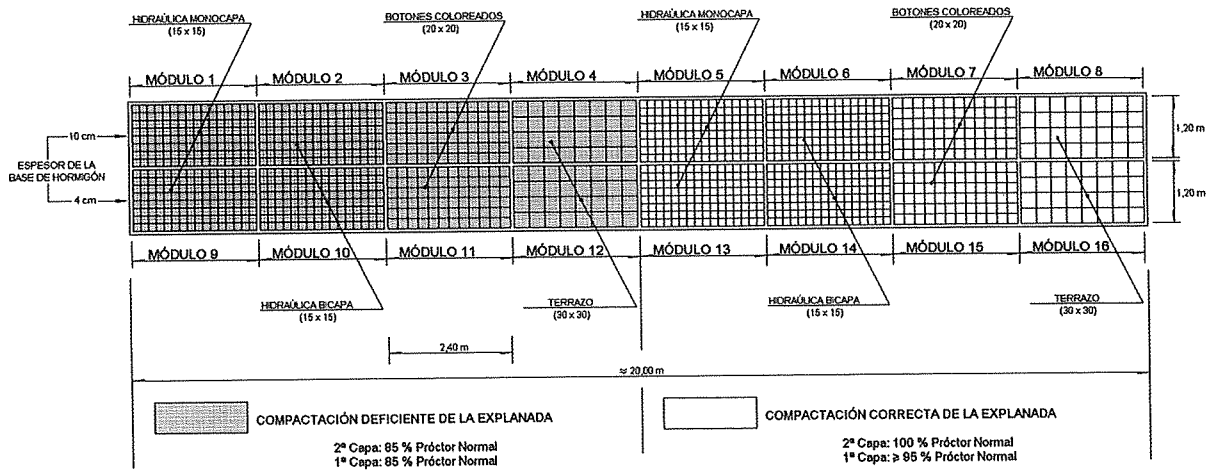 HIDRAÚLICA MONOCAPA
(15 x 15)
BOTONES COLOREADOS
(20 x 20)
HIDRAÚLICA MONOCAPA
(15 x 15)
BOTONES COLOREADOS
(20 x 20)
MÓDULO 1
MÓDULO 2
MÓDULO 3
MÓDULO 4
MÓDULO 5
MÓDULO 6
MÓDULO 7
MÓDULO 8
10 cm
ESPESOR DE LA
BASE DE HORMIGÓN
4 cm
1,20 m
1,20 m
MÓDULO 9
MÓDULO 10
MÓDULO 11
MÓDULO 12
MÓDULO 13
MÓDULO 14
MÓDULO 15
MÓDULO 16
HIDRAÚLICA BICAPA
(15 x 15)
TERRAZO
(30 x 30)
HIDRAÚLICA BICAPA
(15 x 15)
TERRAZO
(30 x 30)
2,40 m
≈ 20,00 m
COMPACTACIÓN DEFICIENTE DE LA EXPLANADA
2ª Capa: 85 % Próctor Normal
1ª Capa: 85 % Próctor Normal
COMPACTACIÓN CORRECTA DE LA EXPLANADA
2ª Capa: 100 % Próctor Normal
1ª Capa: ≥ 95 % Próctor Normal